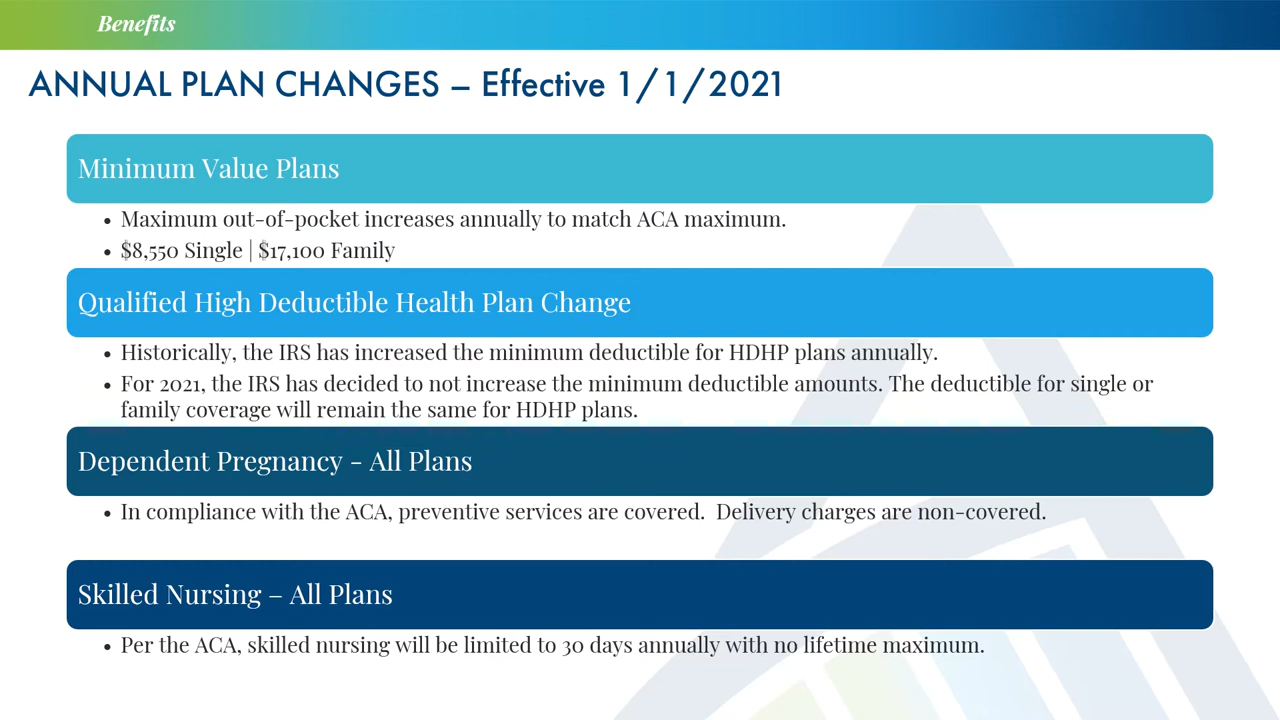 Benefits
ANNUAL PLAN CHANGES – Effective 1/1/2021
Minimum Value Plans
• Maximum out-of-pocket increases annually to match ACA maximum.
• $8,550 Single | $17,100 Family
Qualified High Deductible Health Plan Change
• Historically, the IRS has increased the minimum deductible for HDHP plans annually.
• For 2021, the IRS has decided to not increase the minimum deductible amounts. The deductible for single or
family coverage will remain the same for HDHP plans.
Dependent Pregnancy - All Plans
• In compliance with the ACA, preventive services are covered.  Delivery charges are non-covered.
Skilled Nursing – All Plans
• Per the ACA, skilled nursing will be limited to 30 days annually with no lifetime maximum.